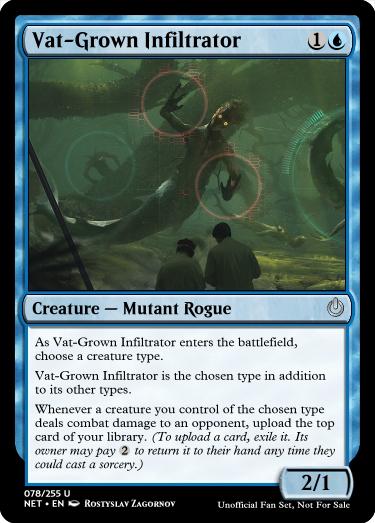 Vat-Grown Infiltrator 1
Creature — Mutant Rogue
As Vat-Grown Infiltrator enters the battlefield,
choose a creature type.
Vat-Grown Infiltrator is the chosen type in addition
to its other types.
Whenever a creature you control of the chosen type
deals combat damage to an opponent, upload the top
card of your library. (To upload a card, exile it. Its
owner may pay 2 to return it to their hand any time they
could cast a sorcery.)
2/1
078/255 U
NET • EN Rostyslav Zagornov
Unofficial Fan Set, Not For Sale